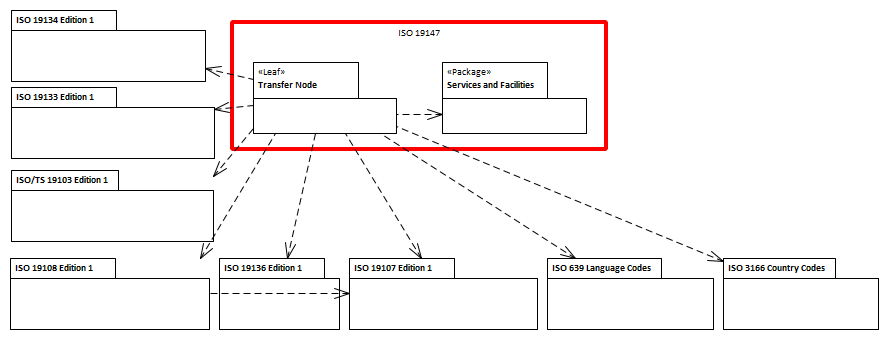 ISO 19134 Edition 1
ISO 19147
«Leaf»
Transfer Node
«Package»
Services and Facilities
ISO 19133 Edition 1
ISO/TS 19103 Edition 1
ISO 19108 Edition 1
ISO 19136 Edition 1
ISO 19107 Edition 1
ISO 639 Language Codes
ISO 3166 Country Codes